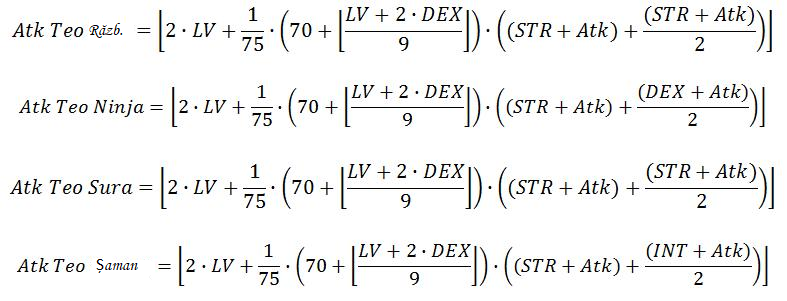 Atk Teo Răzb. = ⌊2 · LV + 1/75 · (70 + ⌊(LV + 2 · DEX)/9⌋) · ((STR + Atk) + (STR + Atk)/2)⌋
Atk Teo Ninja = ⌊2 · LV + 1/75 · (70 + ⌊(LV + 2 · DEX)/9⌋) · ((STR + Atk) + (DEX + Atk)/2)⌋
Atk Teo Sura = ⌊2 · LV + 1/75 · (70 + ⌊(LV + 2 · DEX)/9⌋) · ((STR + Atk) + (STR + Atk)/2)⌋
Atk Teo Șaman = ⌊2 · LV + 1/75 · (70 + ⌊(LV + 2 · DEX)/9⌋) · ((STR + Atk) + (INT + Atk)/2)⌋